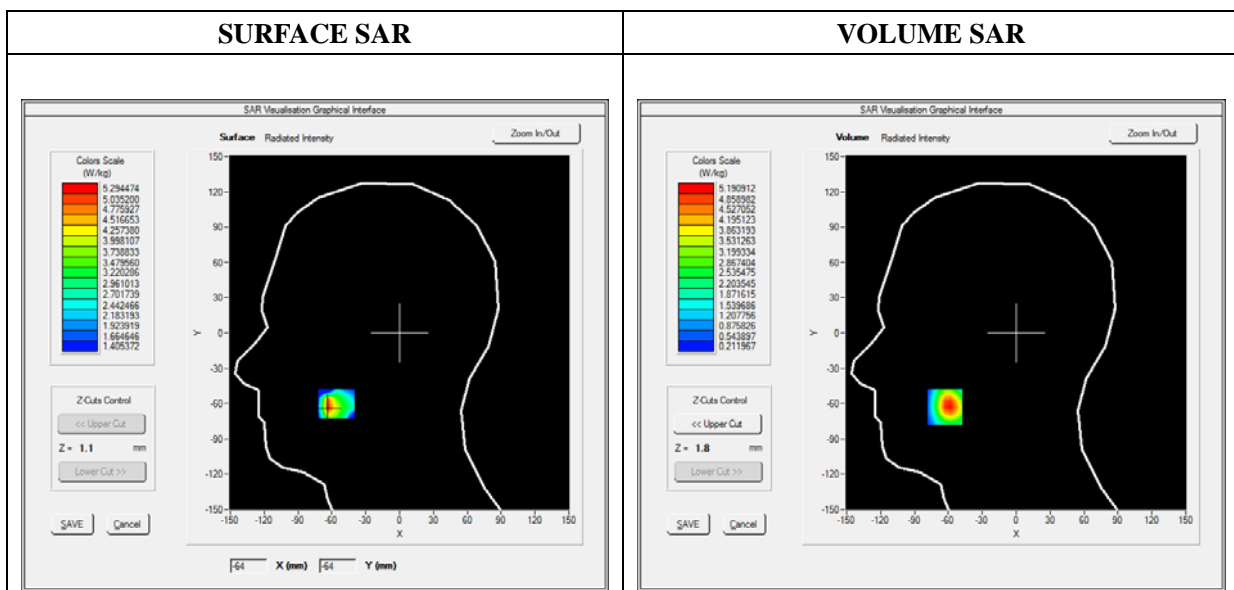 SURFACE SAR
VOLUME SAR
SAR Visualisation Graphical Interface
Surface Radiated Intensity
Zoom In/Out
Colors Scale
(W/kg)
5.294474
5.035200
4.775927
4.516653
4.257380
3.998107
3.738833
3.479560
3.220286
2.961013
2.701739
2.442466
2.183193
1.923919
1.664646
1.405372
Z-Cuts Control
<< Upper Cut
Z = 1.1 mm
Lower Cut >>
SAVE Cancel
150
120
90
60
30
0
-30
-60
-90
-120
-150
Y
-150 -120 -90 -60 -30 0 30 60 90 120 150
X
-64 X (mm) -64 Y (mm)
SAR Visualisation Graphical Interface
Volume Radiated Intensity
Zoom In/Out
Colors Scale
(W/kg)
5.190912
4.858982
4.527052
4.195123
3.863193
3.531263
3.199334
2.867404
2.535475
2.203545
1.871615
1.539686
1.207756
0.875826
0.543897
0.211967
Z-Cuts Control
<< Upper Cut
Z = 1.8 mm
Lower Cut >>
SAVE Cancel
150
120
90
60
30
0
-30
-60
-90
-120
-150
Y
-150 -120 -90 -60 -30 0 30 60 90 120 150
X